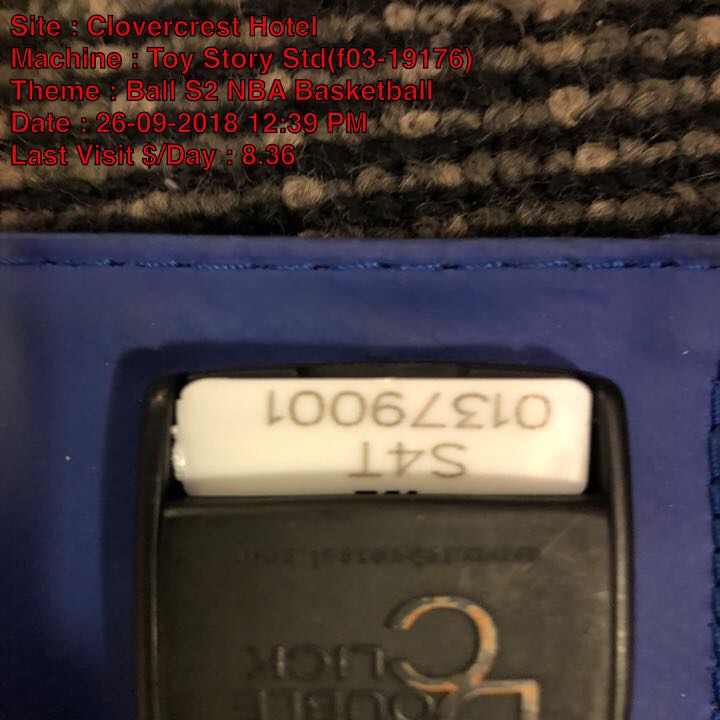 Site : Clovercrest Hotel
Machine : Toy Story Std(f03-19176)
Theme : Ball S2 NBA Basketball
Date : 26-09-2018 12:39 PM
Last Visit $/Day : 8.36
DOUBLE
CLICK
S4T
01379001